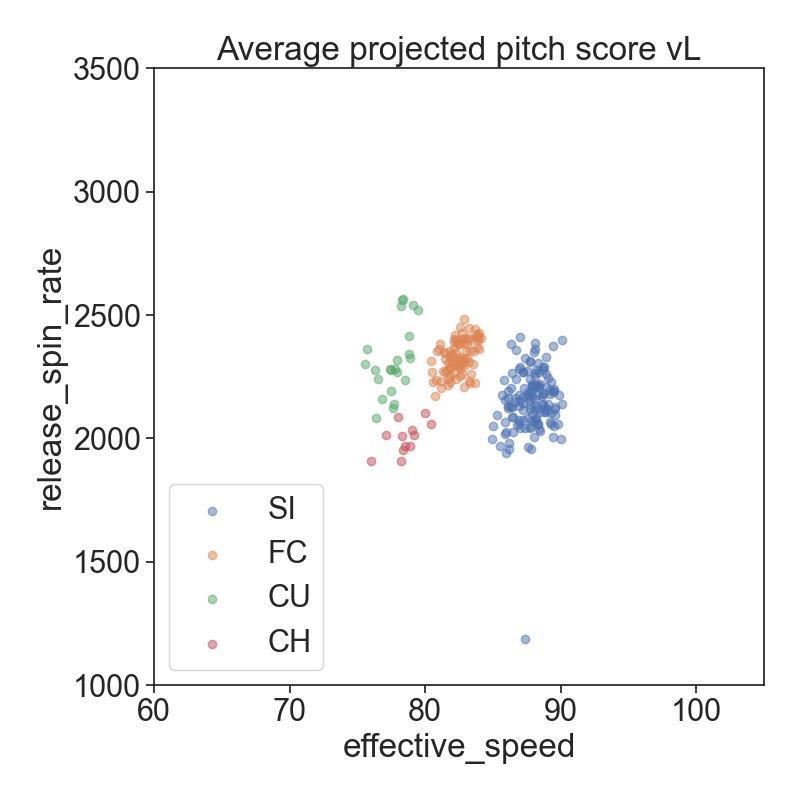 Average projected pitch score vL
3500
3000
2500
2000
1500
1000
release_spin_rate
SI
FC
CU
CH
60 70 80 90 100
effective_speed